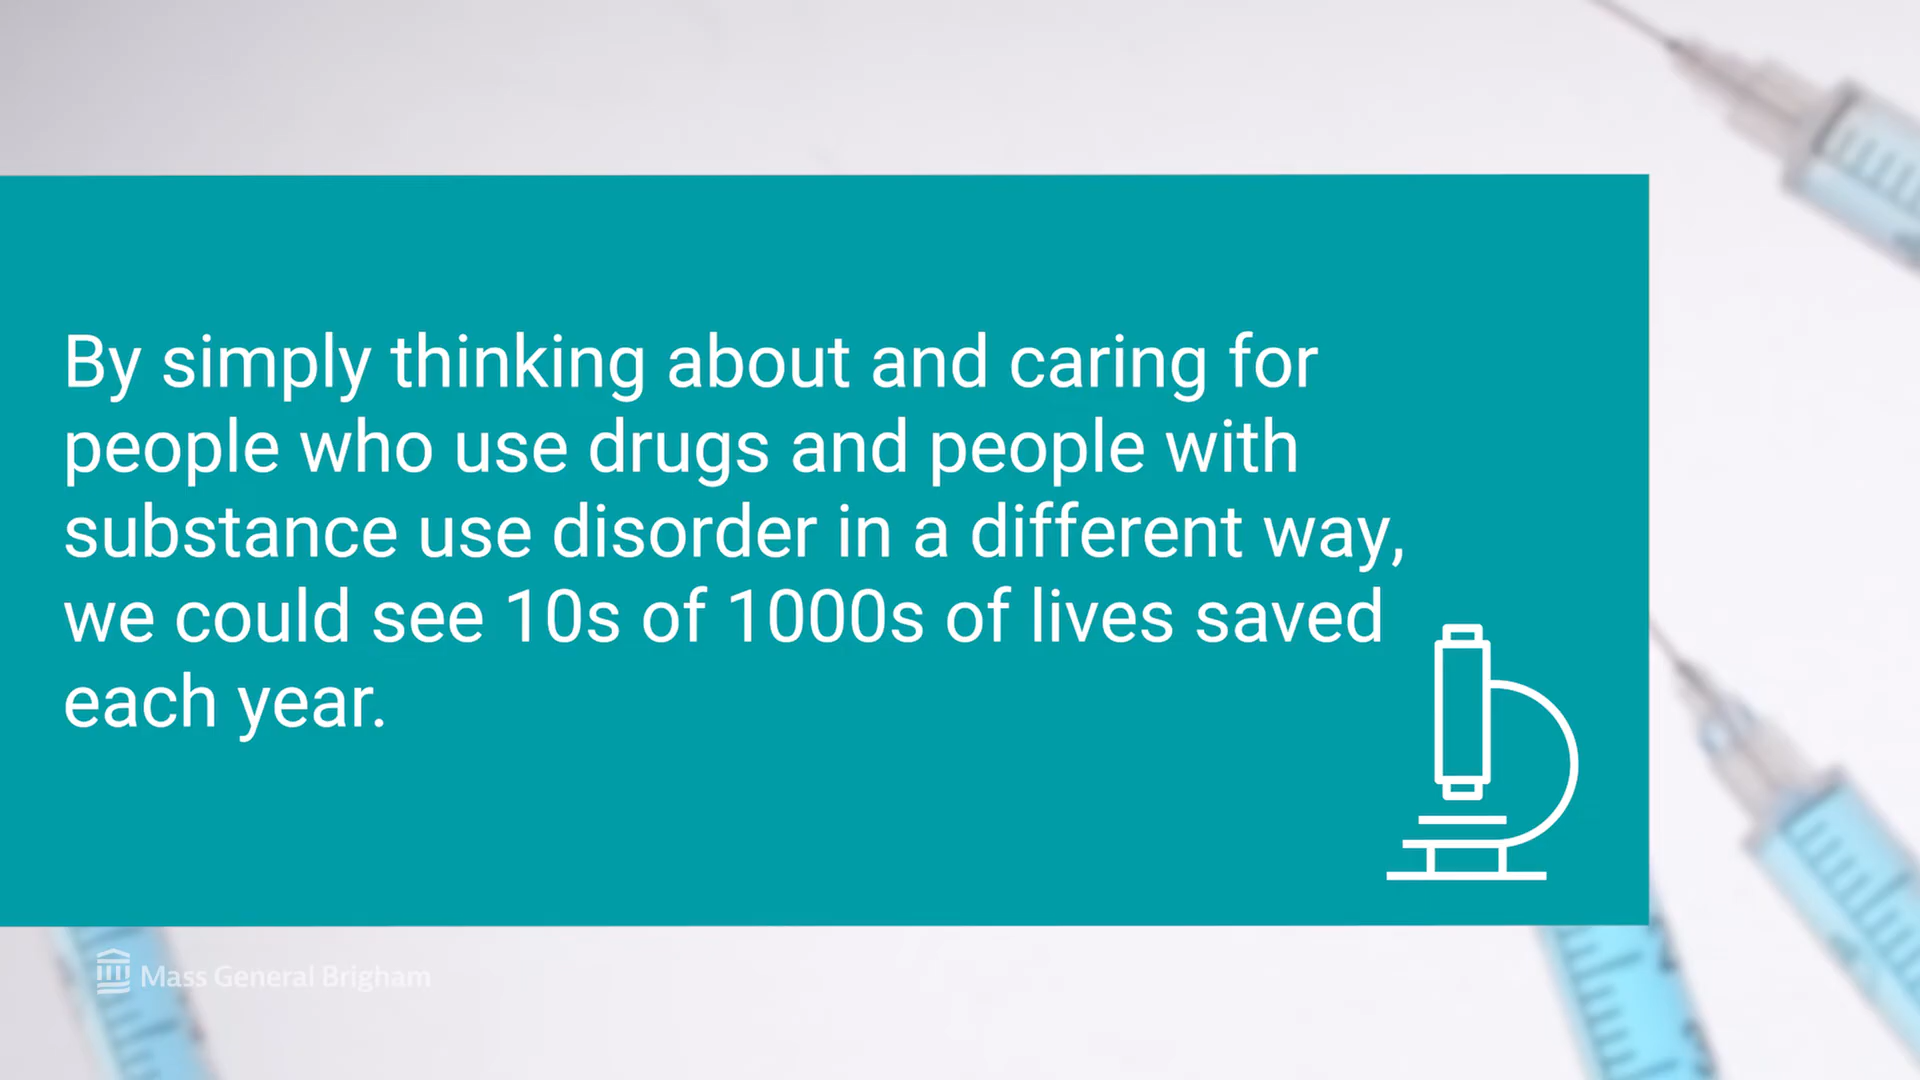 By simply thinking about and caring for
people who use drugs and people with
substance use disorder in a different way,
we could see 10s of 1000s of lives saved
each year.
Mass General Brigham